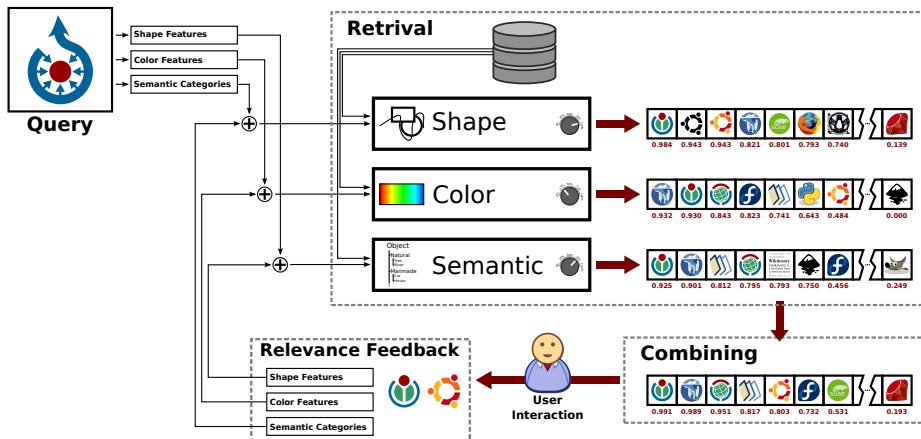 Shape Features
Color Features
Semantic Categories
Query
Retrival
Shape
0.984 0.943 0.943 0.821 0.801 0.793 0.740 ... 0.139
Color
0.932 0.930 0.843 0.823 0.741 0.643 0.484 ... 0.000
Object
Natural
Tree
River
Manmade
Car
House
Semantic
0.925 0.901 0.812 0.795 0.793 0.750 0.456 ... 0.249
Relevance Feedback
Shape Features
Color Features
Semantic Categories
User
Interaction
Combining
0.991 0.989 0.951 0.817 0.803 0.732 0.531 ... 0.193